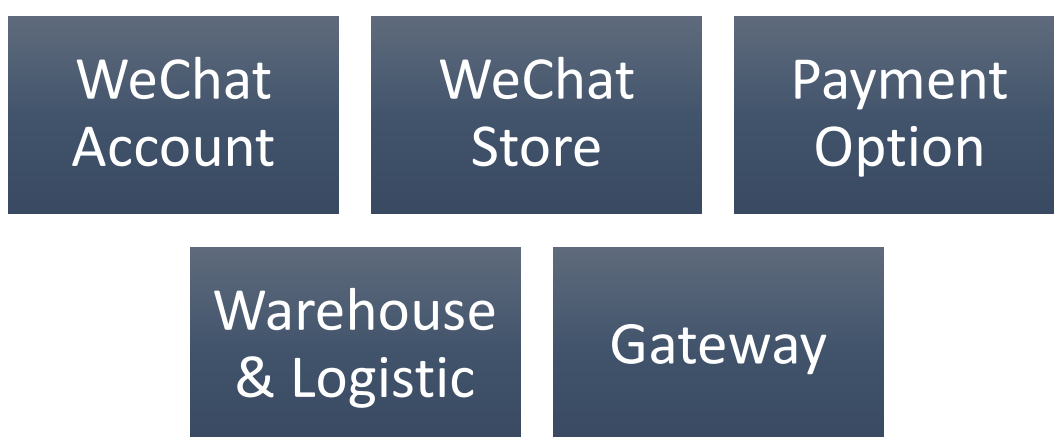 WeChat
Account
WeChat
Store
Payment
Option
Warehouse
& Logistic
Gateway